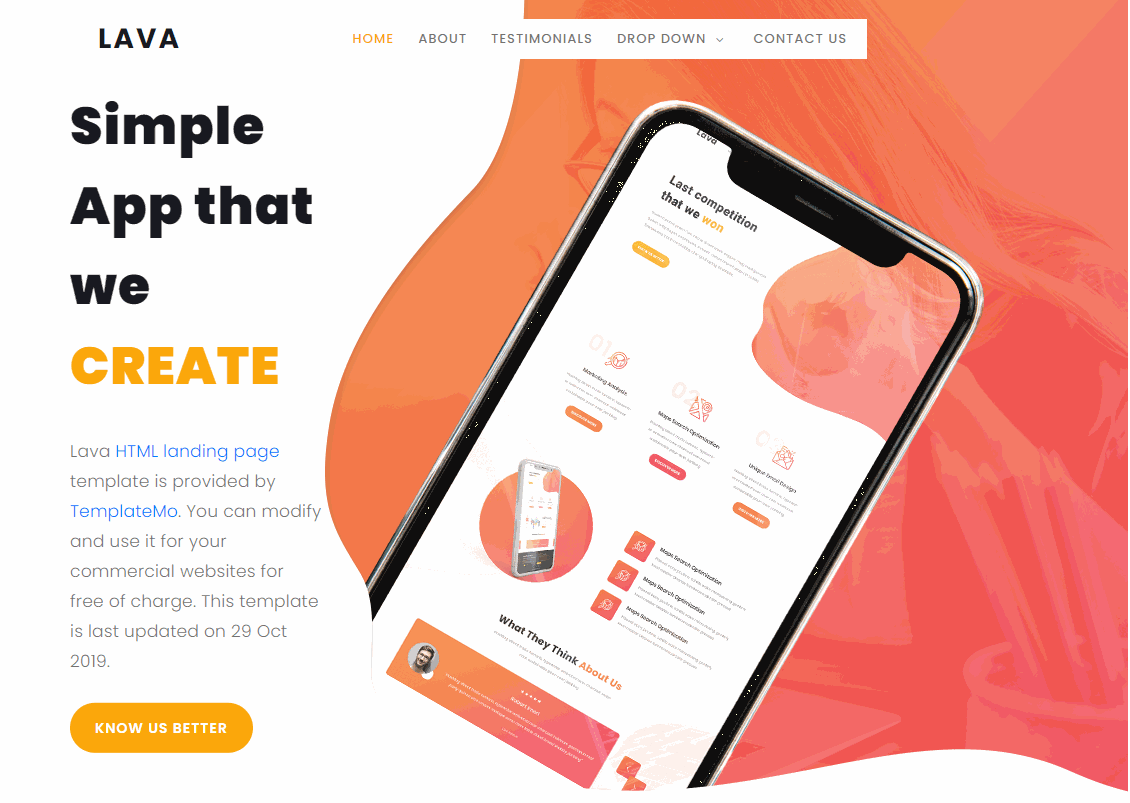 LAVA
HOME ABOUT TESTIMONIALS DROP DOWN CONTACT US
Simple
App that
we
CREATE
Lava HTML landing page
template is provided by
TemplateMo. You can modify
and use it for your
commercial websites for
free of charge. This template
is last updated on 29 Oct
2019.
KNOW US BETTER
Lava
Last competition
that we won
01
Marketing Analysis
02
Maps Search Optimization
Unique Email Design
Maps Search Optimization
Maps Search Optimization
Maps Search Optimization
What They Think About Us